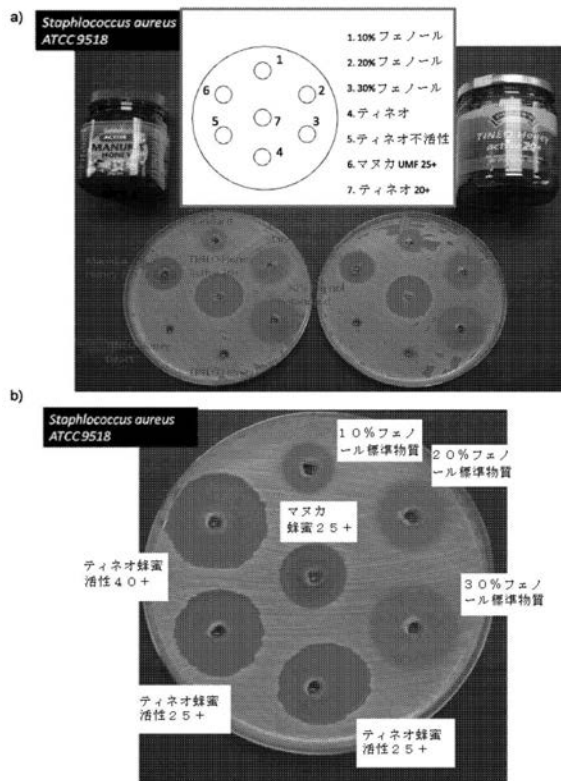 a)
Staphlococcus aureus
ATCC 9518
1
2
3
4
5
6
7
1. 10% フェノール
2. 20% フェノール
3. 30% フェノール
4. ティネオ
5. ティネオ不活性
6. マヌカ UMF 25+
7. ティネオ 20+
ACTIVE
MANUKA
HONEY
TINEO Honey
active 20+
b)
Staphlococcus aureus
ATCC 9518
10%フェノ
ール標準物質
20%フェノ
ール標準物質
マヌカ
蜂蜜25+
ティネオ蜂蜜
活性40+
30%フェノ
ール標準物質
ティネオ蜂蜜
活性25+
ティネオ蜂蜜
活性25+